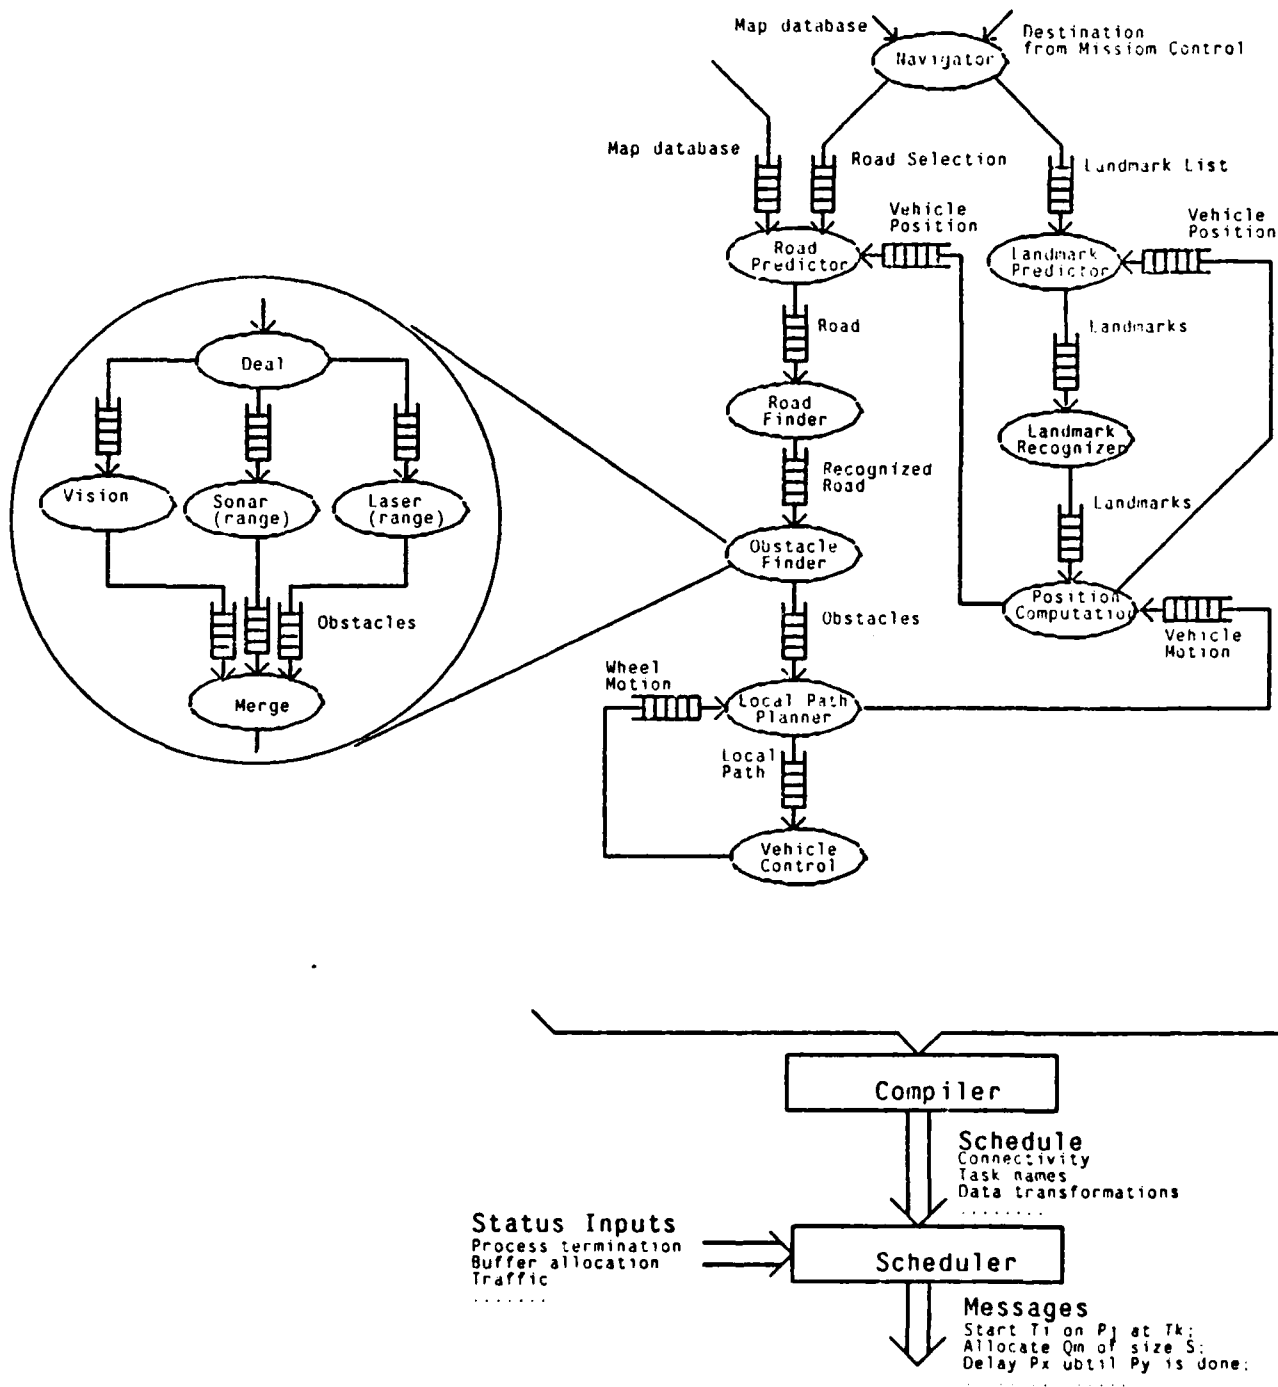 Map database
Destination
from Missiom Control
Navigator
Map database
Road Selection
Landmark List
Vehicle
Position
Vehicle
Position
Road
Predictor
Landmark
Predictor
Road
Landmarks
Deal
Road
Finder
Landmark
Recognizer
Recognized
Road
Vision
Sonar
(range)
Laser
(range)
Landmarks
Obstacle
Finder
Position
Computation
Obstacles
Obstacles
Vehicle
Motion
Wheel
Motion
Merge
Local Path
Planner
Local
Path
Vehicle
Control
Compiler
Schedule
Connectivity
Task names
Data transformations
........
Status Inputs
Process termination
Buffer allocation
Traffic
.......
Scheduler
Messages
Start Ti on Pj at Tk;
Allocate Qm of size S;
Delay Px ubtil Py is done;